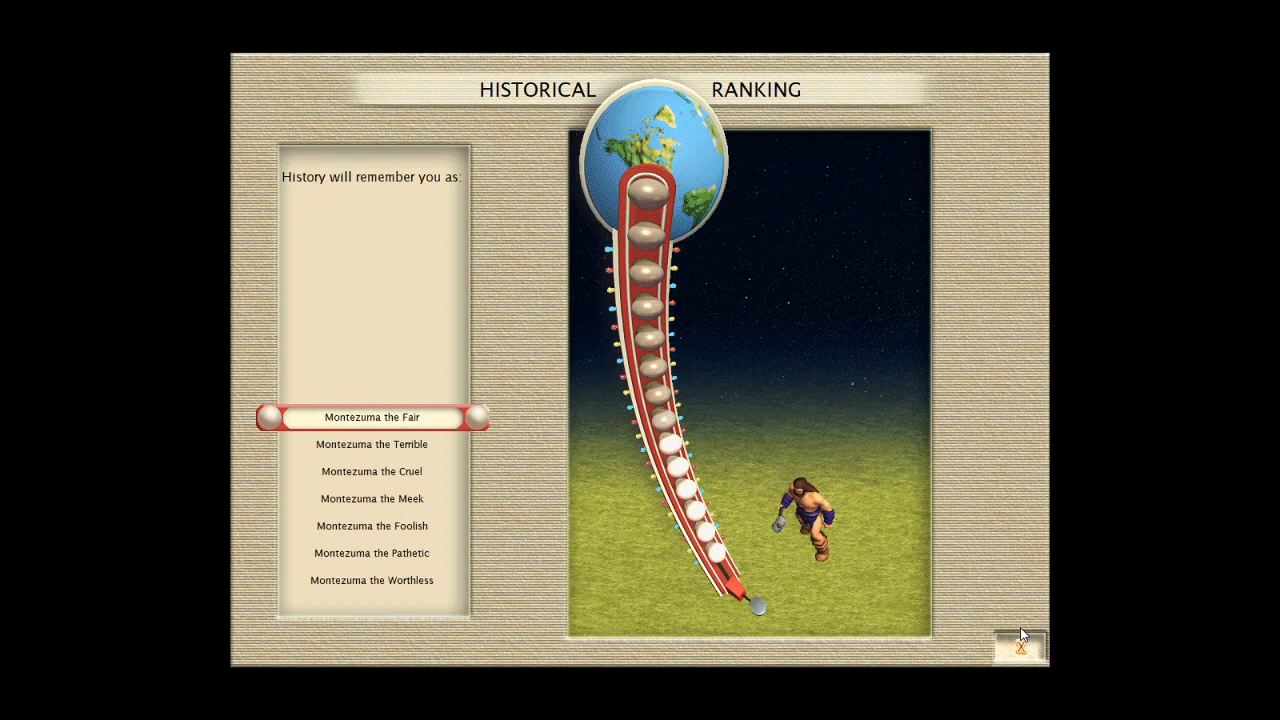 HISTORICAL RANKING
History will remember you as:
Montezuma the Fair
Montezuma the Terrible
Montezuma the Cruel
Montezuma the Meek
Montezuma the Foolish
Montezuma the Pathetic
Montezuma the Worthless
X